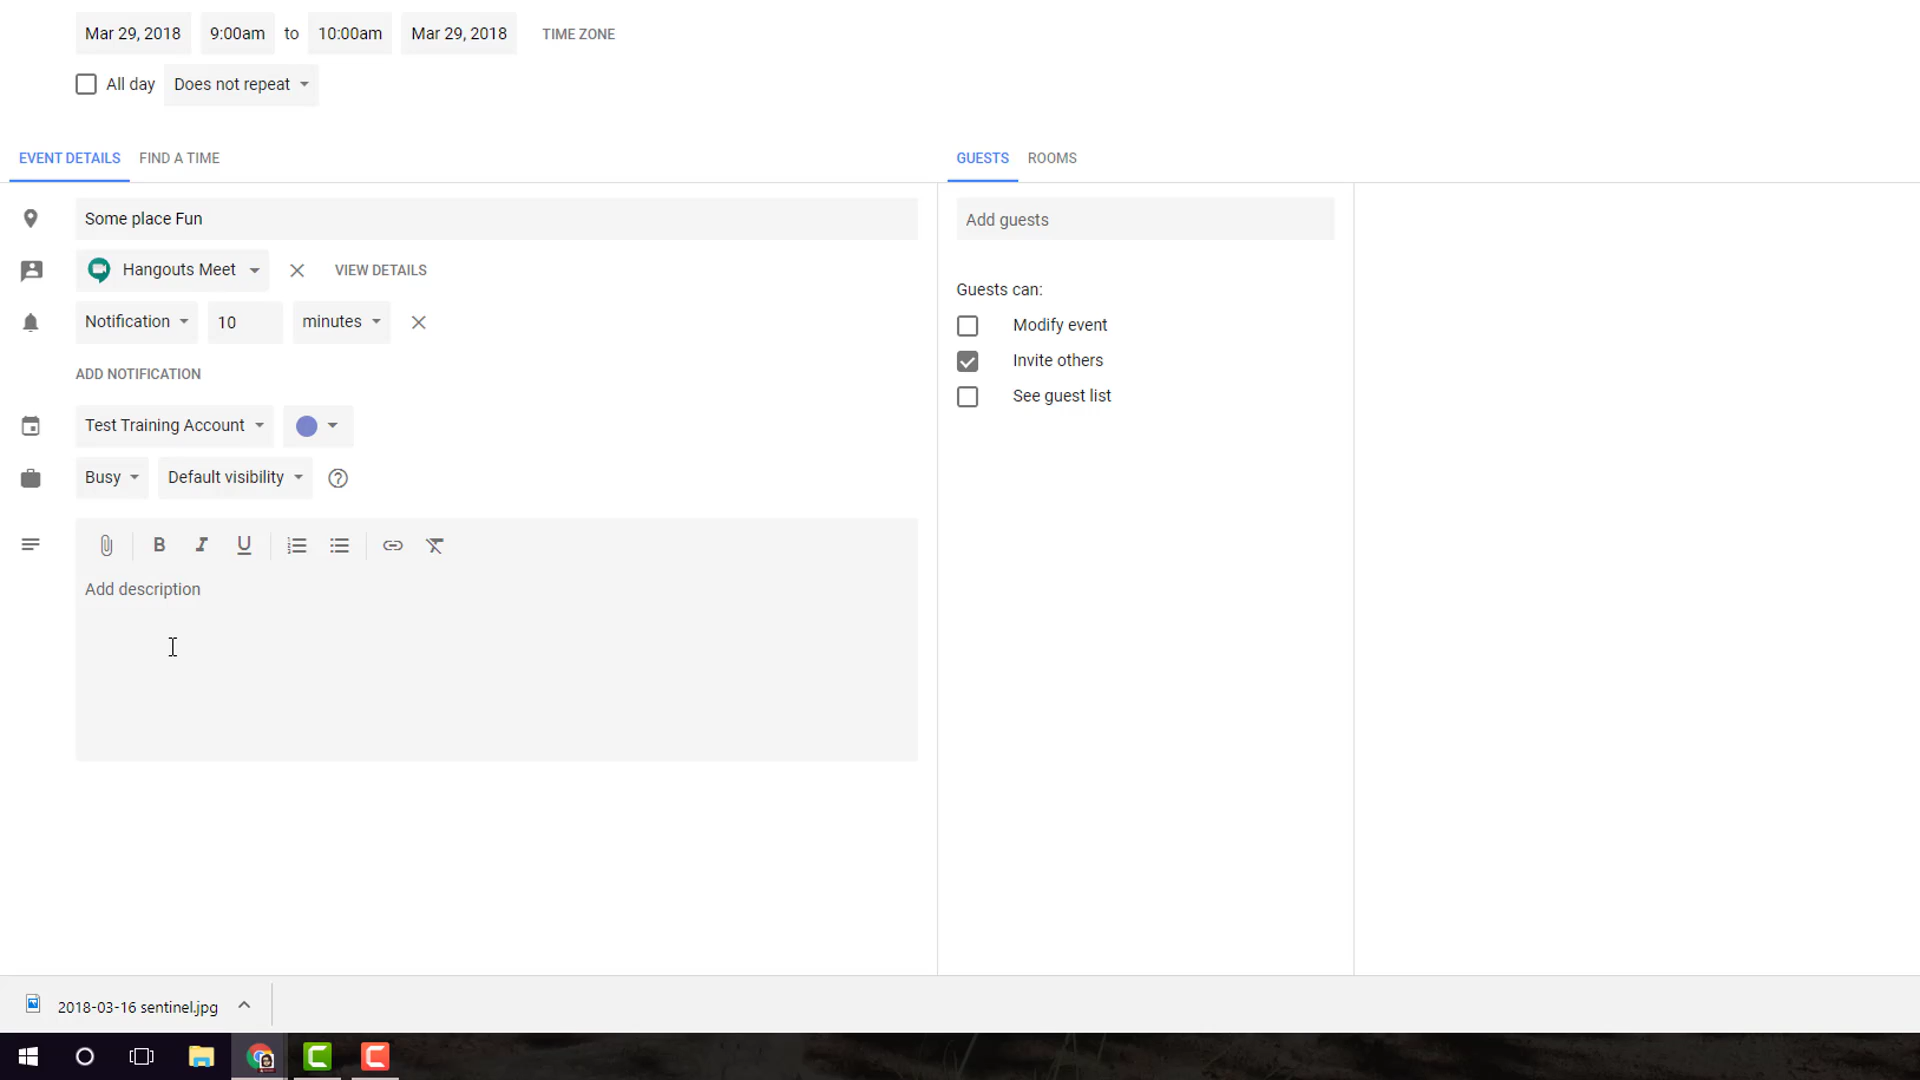 Mar 29, 2018 9:00am to 10:00am Mar 29, 2018 TIME ZONE
All day Does not repeat
EVENT DETAILS FIND A TIME
GUESTS ROOMS
Some place Fun
Add guests
Hangouts Meet VIEW DETAILS
Guests can:
Notification 10 minutes
Modify event
Invite others
ADD NOTIFICATION
See guest list
Test Training Account
Busy Default visibility
B I U
Add description
2018-03-16 sentinel.jpg